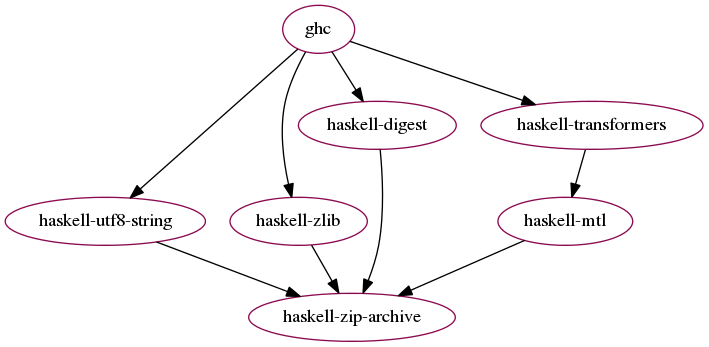 ghc
haskell-digest
haskell-transformers
haskell-utf8-string
haskell-zlib
haskell-mtl
haskell-zip-archive